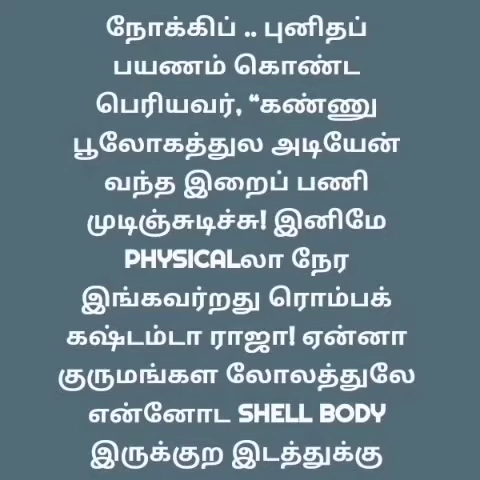 நோக்கிப் .. புனிதப்
பயணம் கொண்ட
பெரியவர், “கண்ணு
பூலோகத்துல அடியேன்
வந்த இறைப் பணி
முடிஞ்சுடிச்சு! இனிமே
PHYSICALலா நேர
இங்கவர்றது ரொம்பக்
கஷ்டம்டா ராஜா! ஏன்னா
குருமங்கள லோலத்துலே
என்னோட SHELL BODY
இருக்குற இடத்துக்கு